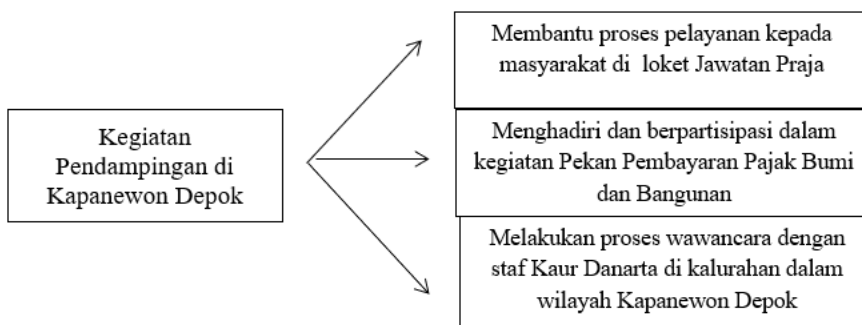 Kegiatan
Pendampingan di
Kapanewon Depok
Membantu proses pelayanan kepada
masyarakat di loket Jawatan Praja
Menghadiri dan berpartisipasi dalam
kegiatan Pekan Pembayaran Pajak Bumi
dan Bangunan
Melakukan proses wawancara dengan
staf Kaur Danarta di kalurahan dalam
wilayah Kapanewon Depok